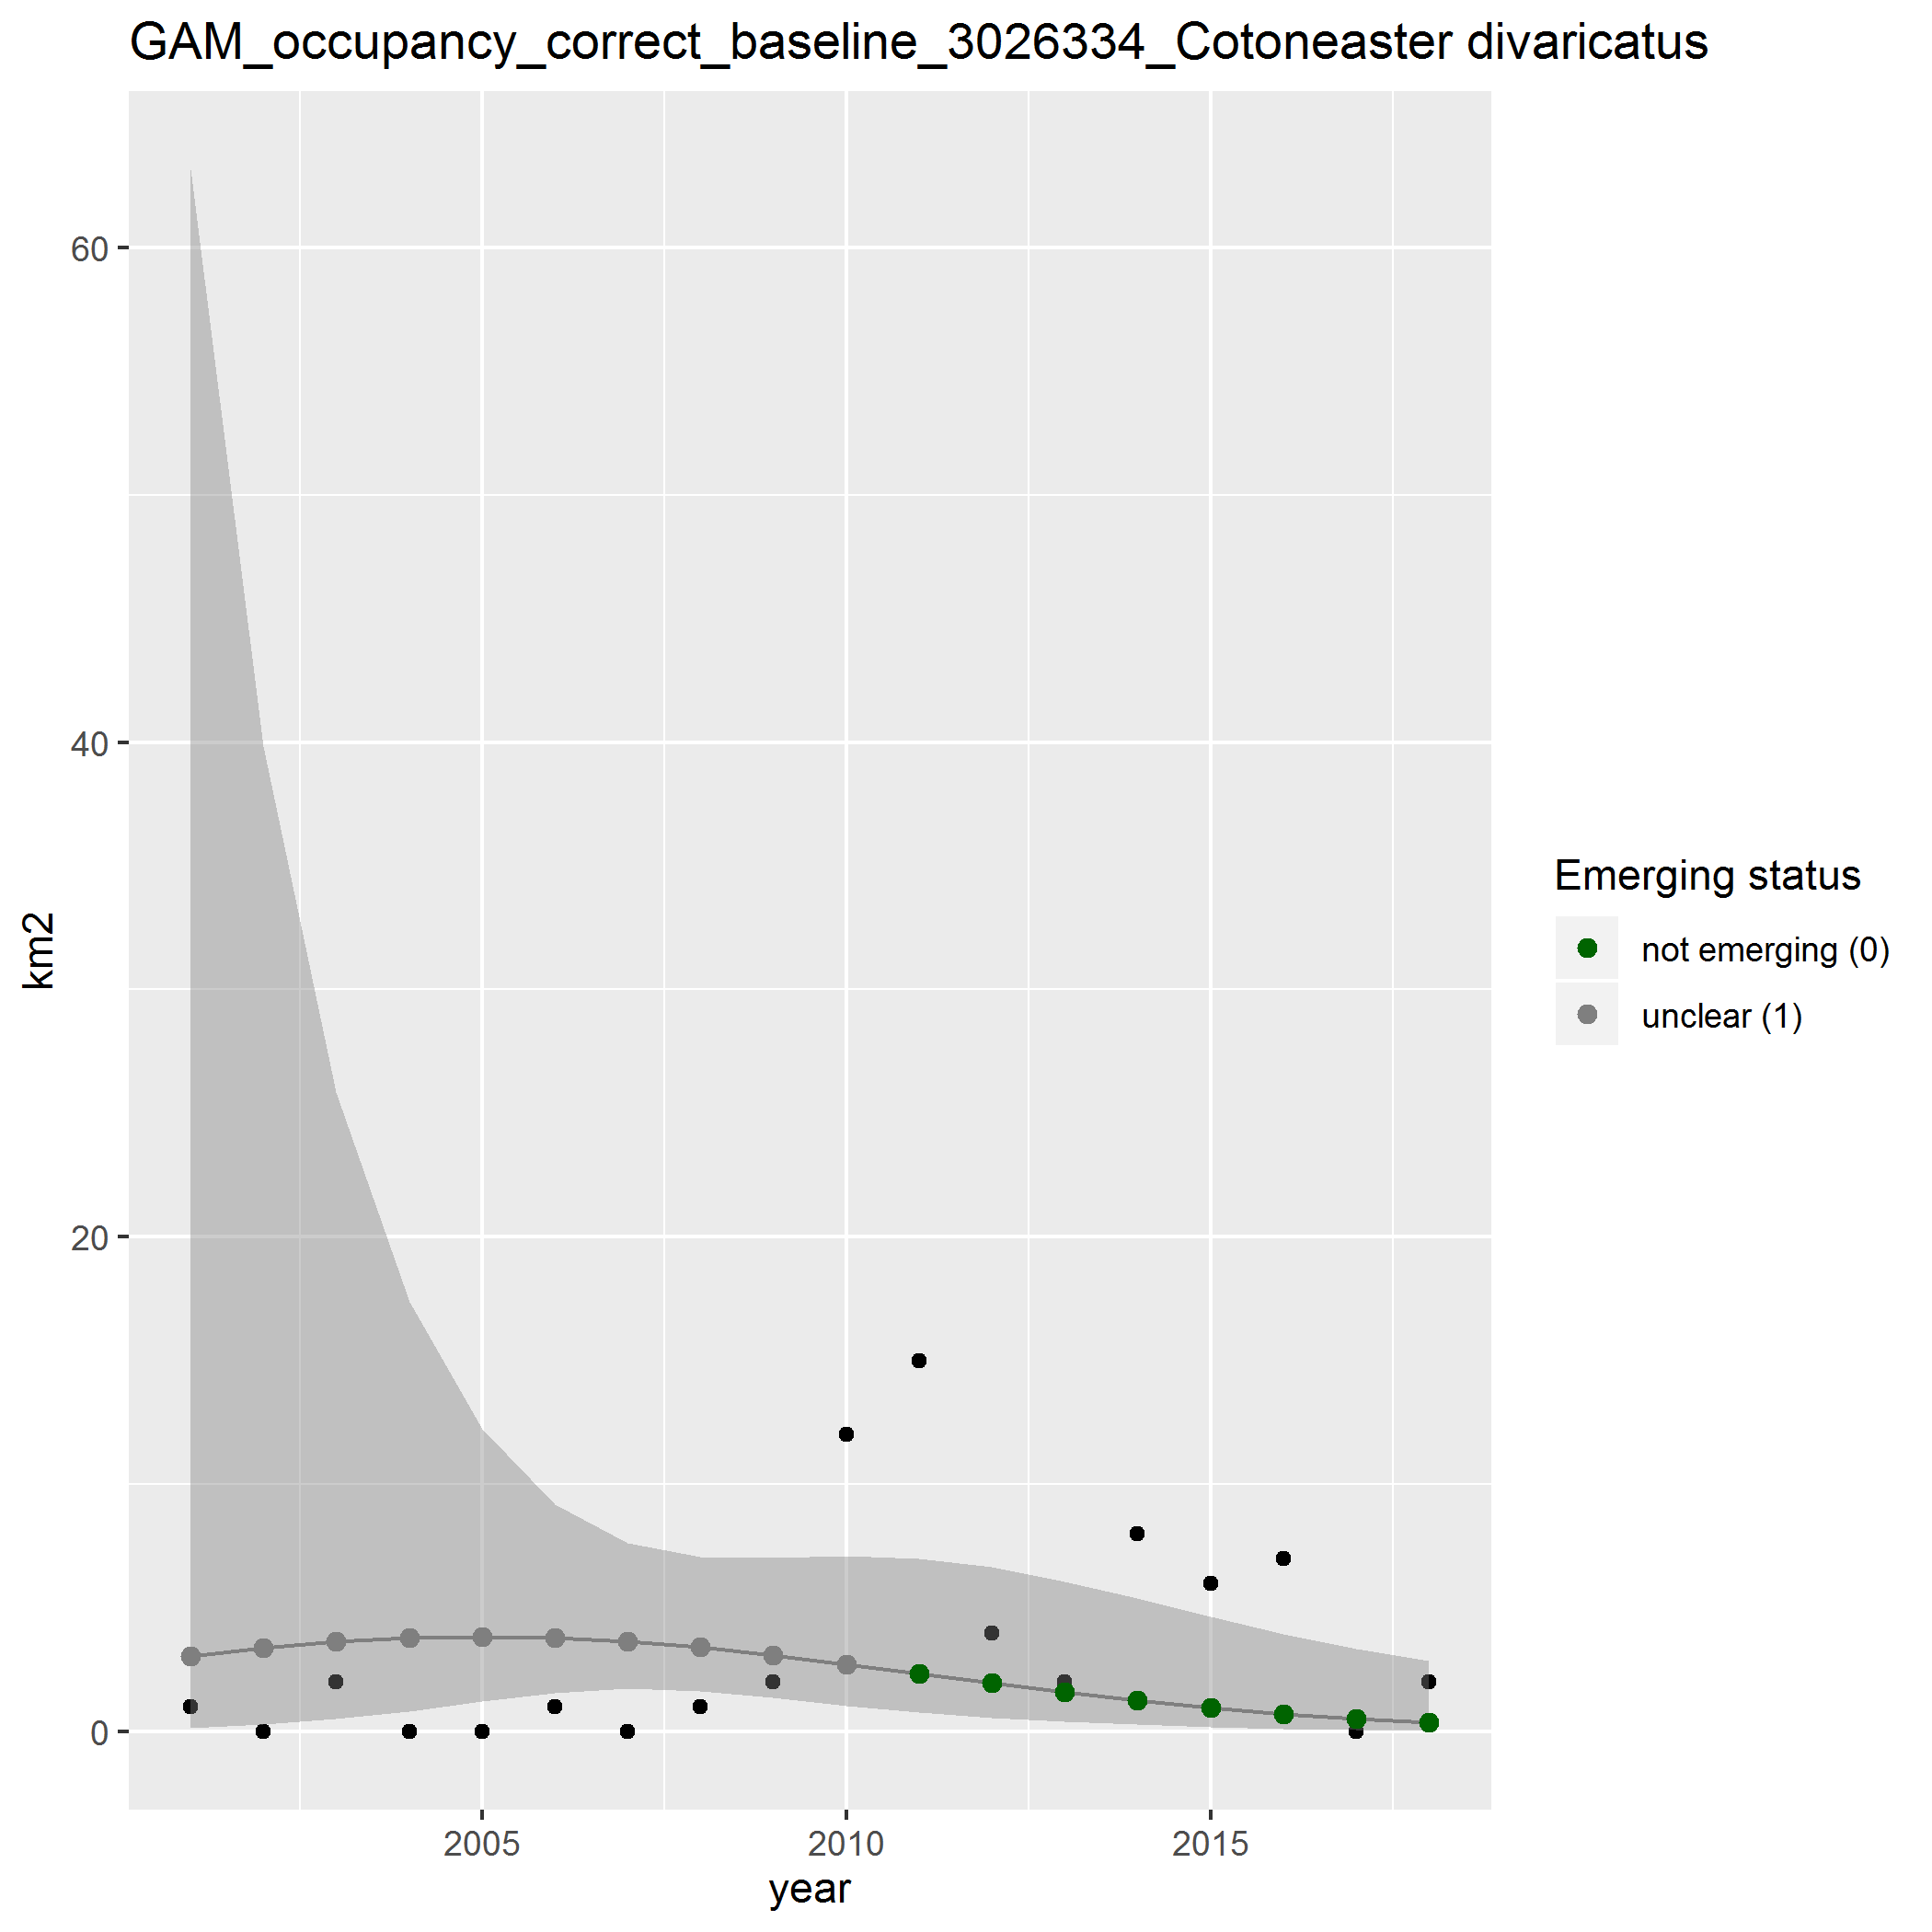 GAM_occupancy_correct_baseline_3026334_Cotoneaster divaricatus
60
40
20
0
km2
2005
2010
2015
year
Emerging status
not emerging (0)
unclear (1)